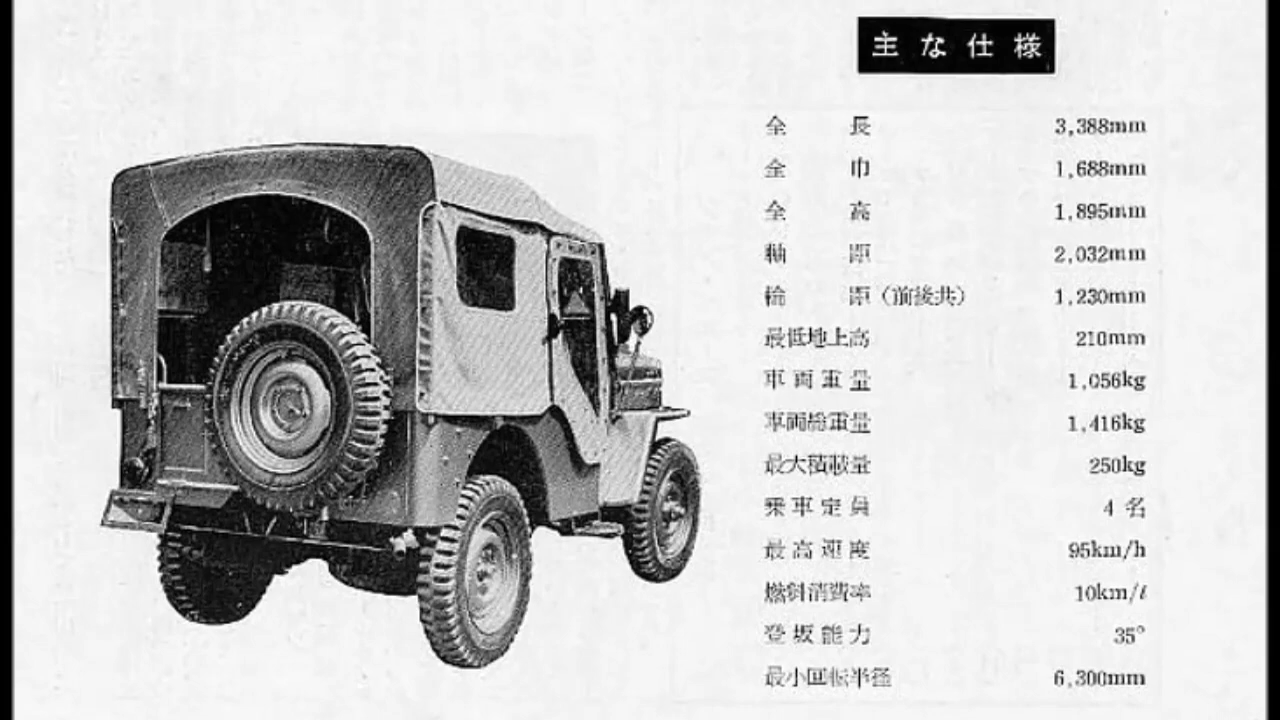 主な仕様
全長 3,388mm
全巾 1,688mm
全高 1,895mm
軸距 2,032mm
輪距（前後共） 1,230mm
最低地上高 210mm
車両重量 1,056kg
車両総重量 1,416kg
最大積載量 250kg
乗車定員 4名
最高速度 95km/h
燃料消費率 10km/ℓ
登坂能力 35°
最小回転半径 6,300mm